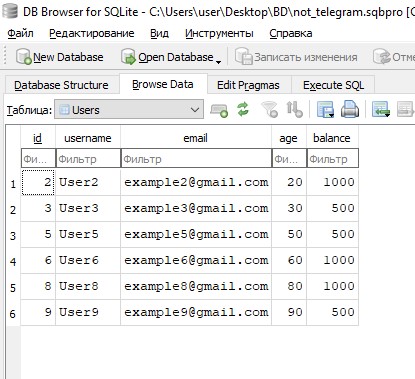 DB Browser for SQLite - C:\Users\user\Desktop\BD\not_telegram.sqbpro [
Файл Редактирование Вид Инструменты Справка
New Database Open Database Записать изменения Отме
Database Structure Browse Data Edit Pragmas Execute SQL
Таблица: Users
id username email age balance
Фи... Фильтр Фильтр Фи... Фильтр
1 2 User2 example2@gmail.com 20 1000
2 3 User3 example3@gmail.com 30 500
3 5 User5 example5@gmail.com 50 500
4 6 User6 example6@gmail.com 60 1000
5 8 User8 example8@gmail.com 80 1000
6 9 User9 example9@gmail.com 90 500